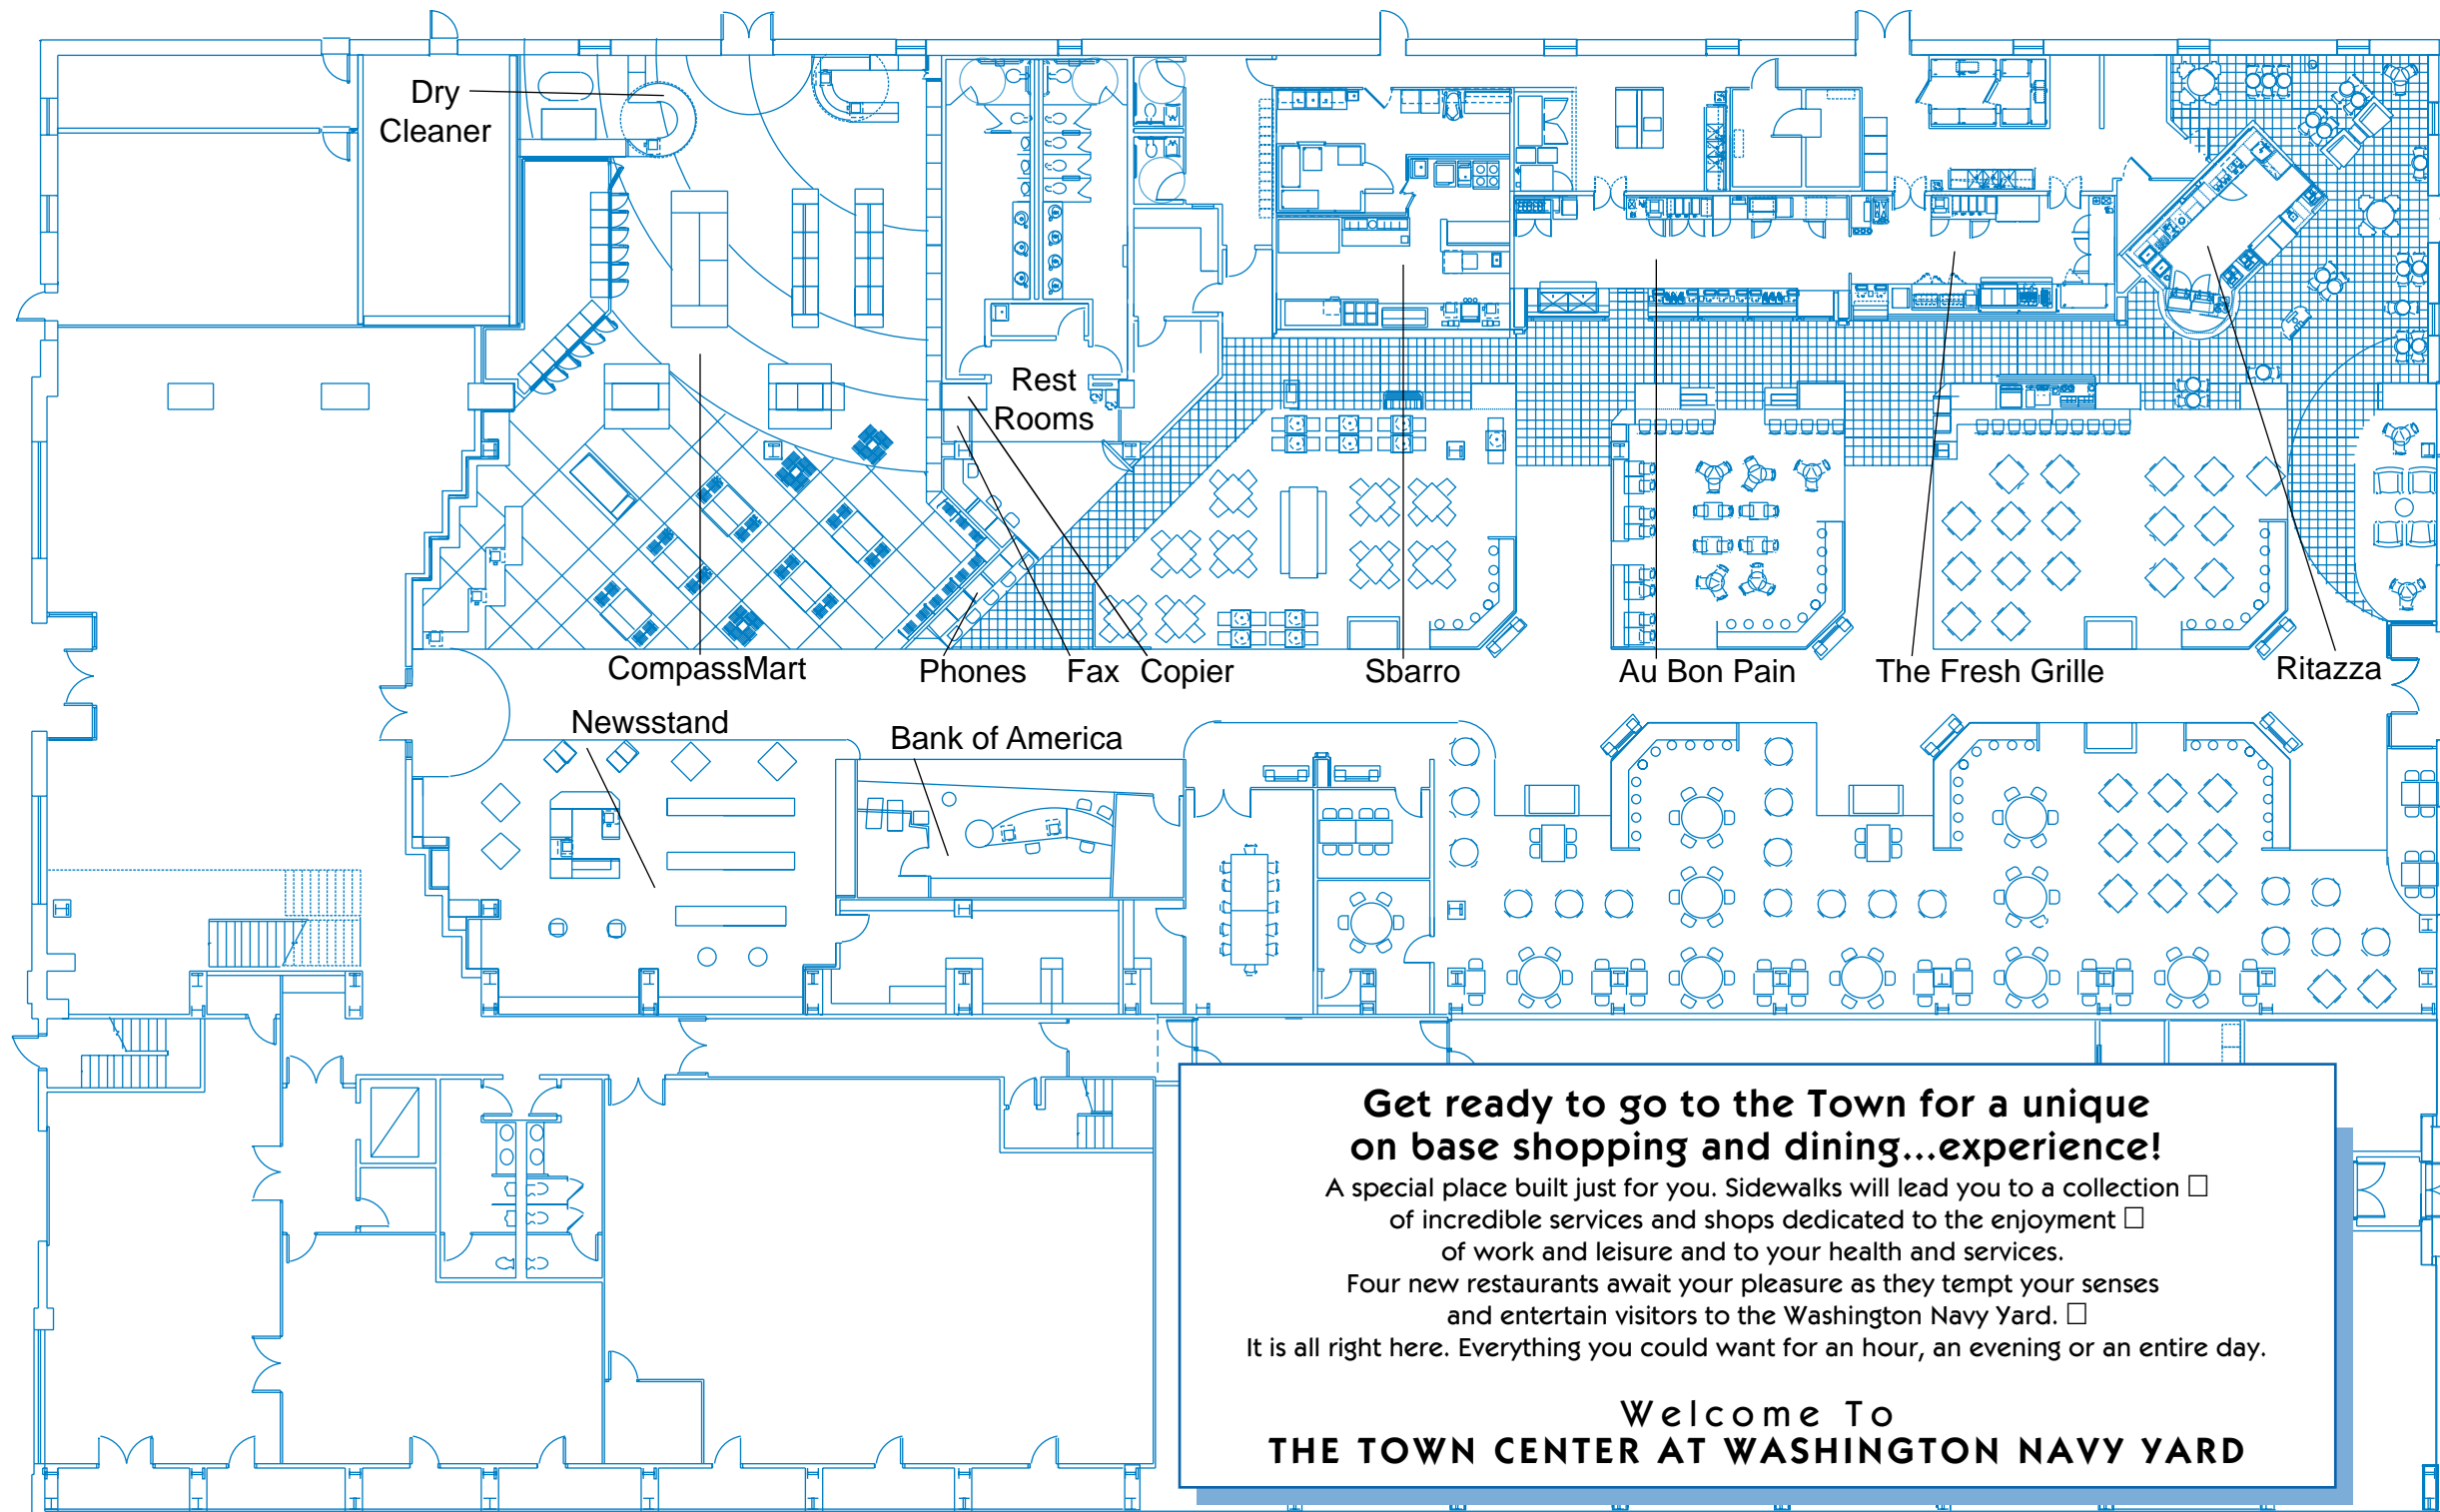 Dry
Cleaner
Rest
Rooms
CompassMart
Phones
Fax
Copier
Sbarro
Au Bon Pain
The Fresh Grille
Ritazza
Newsstand
Bank of America
Get ready to go to the Town for a unique
on base shopping and dining...experience!
A special place built just for you. Sidewalks will lead you to a collection □
of incredible services and shops dedicated to the enjoyment □
of work and leisure and to your health and services.
Four new restaurants await your pleasure as they tempt your senses
and entertain visitors to the Washington Navy Yard. □
It is all right here. Everything you could want for an hour, an evening or an entire day.
Welcome To
THE TOWN CENTER AT WASHINGTON NAVY YARD